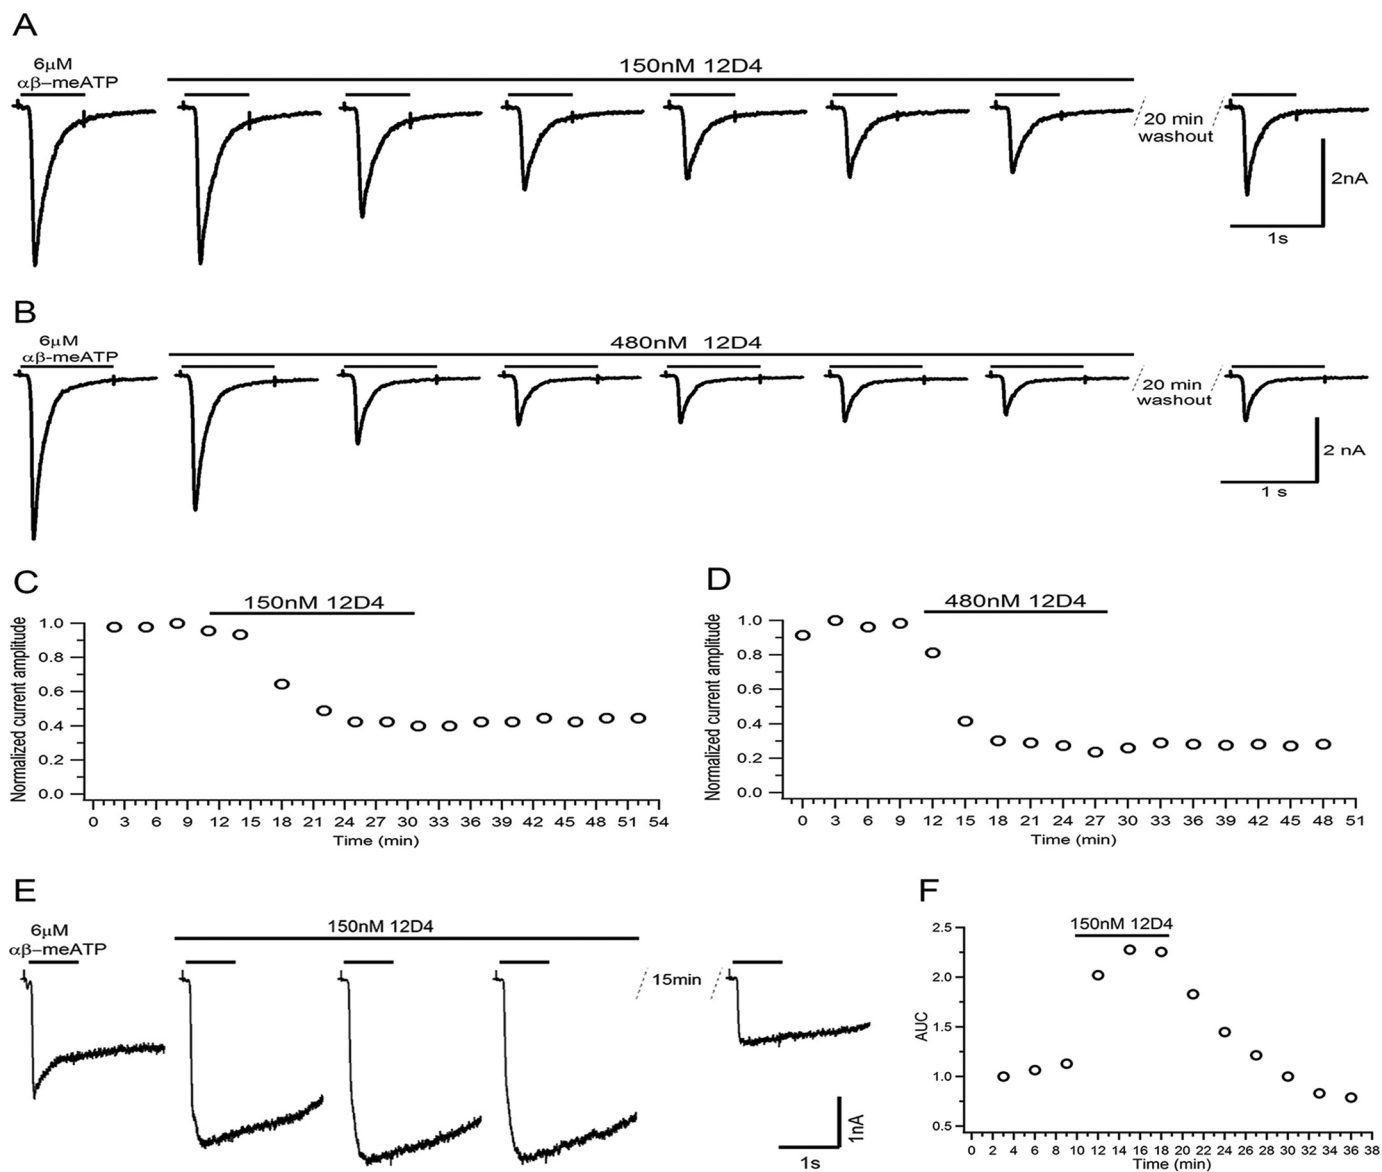 A
6μM
αβ–meATP
150nM 12D4
20 min
washout
2nA
1s
B
6μM
αβ-meATP
480nM 12D4
20 min
washout
2 nA
1 s
C
150nM 12D4
Normalized current amplitude
1.0
0.8
0.6
0.4
0.2
0.0
0 3 6 9 12 15 18 21 24 27 30 33 36 39 42 45 48 51 54
Time (min)
D
480nM 12D4
Normalized current amplitude
1.0
0.8
0.6
0.4
0.2
0.0
0 3 6 9 12 15 18 21 24 27 30 33 36 39 42 45 48 51
Time (min)
E
6μM
αβ–meATP
150nM 12D4
15min
1nA
1s
F
150nM 12D4
AUC
2.5
2.0
1.5
1.0
0.5
0 2 4 6 8 10 12 14 16 18 20 22 24 26 28 30 32 34 36 38
Time (min)